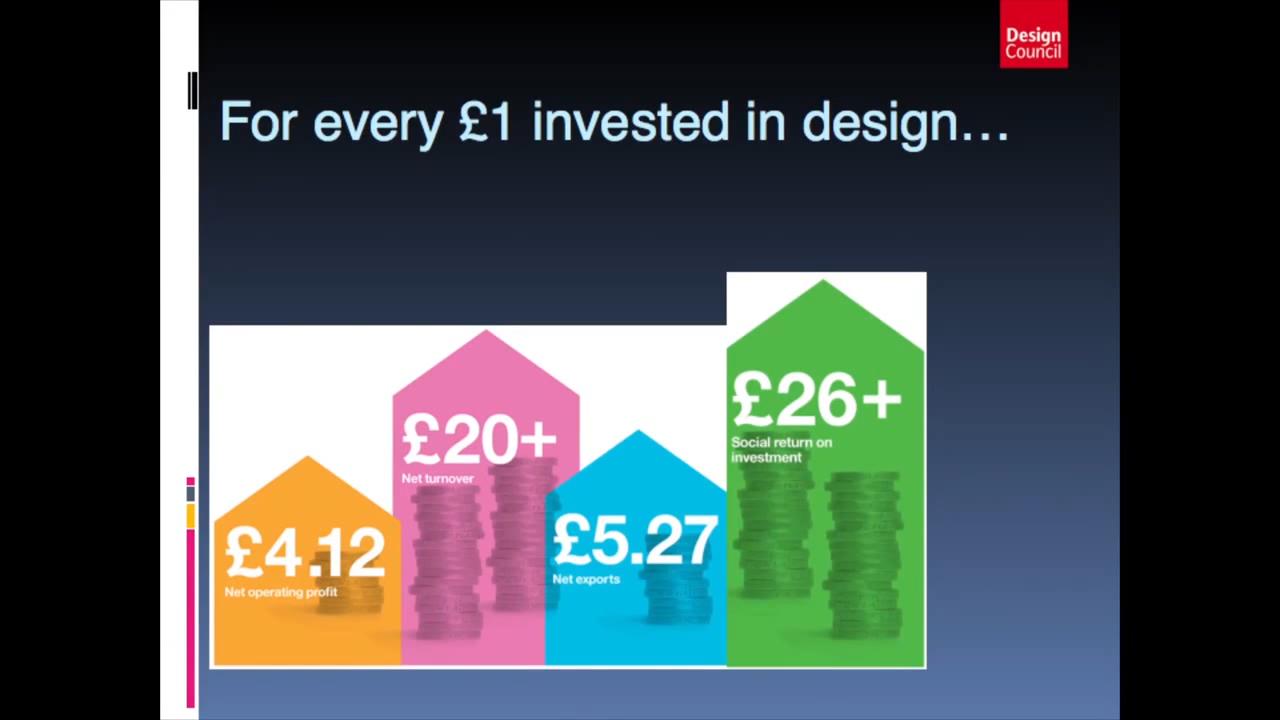 Design
Council
For every £1 invested in design…
£4.12
Net operating profit
£20+
Net turnover
£5.27
Net exports
£26+
Social return on
investment